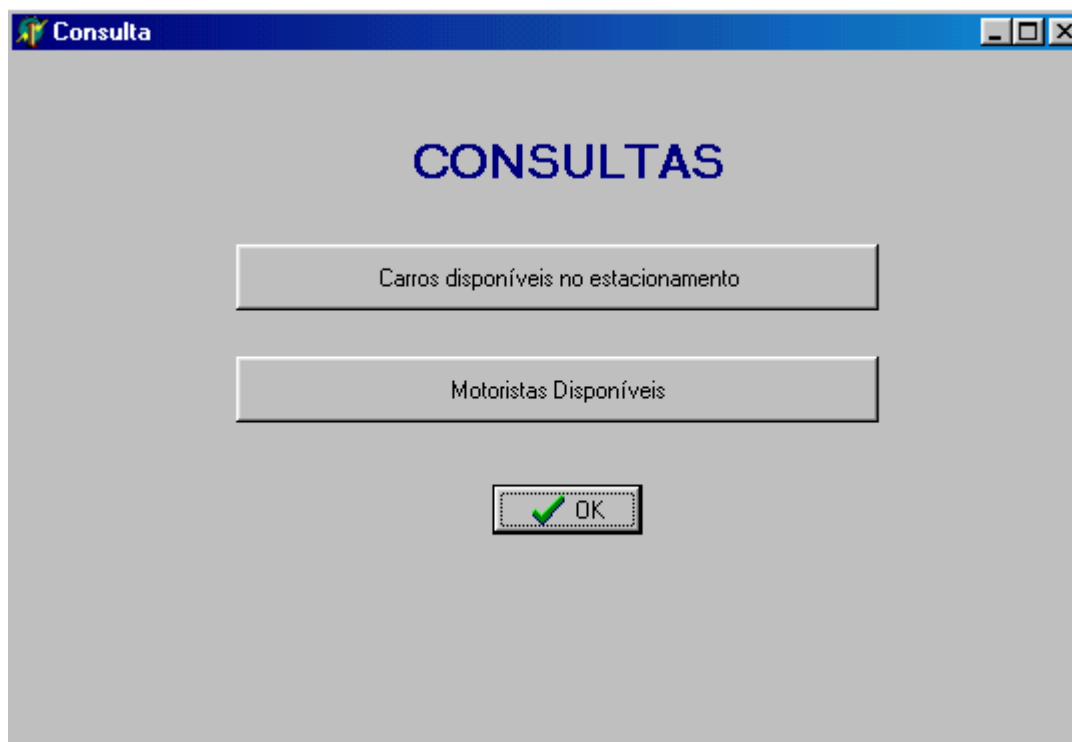 Consulta
CONSULTAS
Carros disponíveis no estacionamento
Motoristas Disponíveis
OK